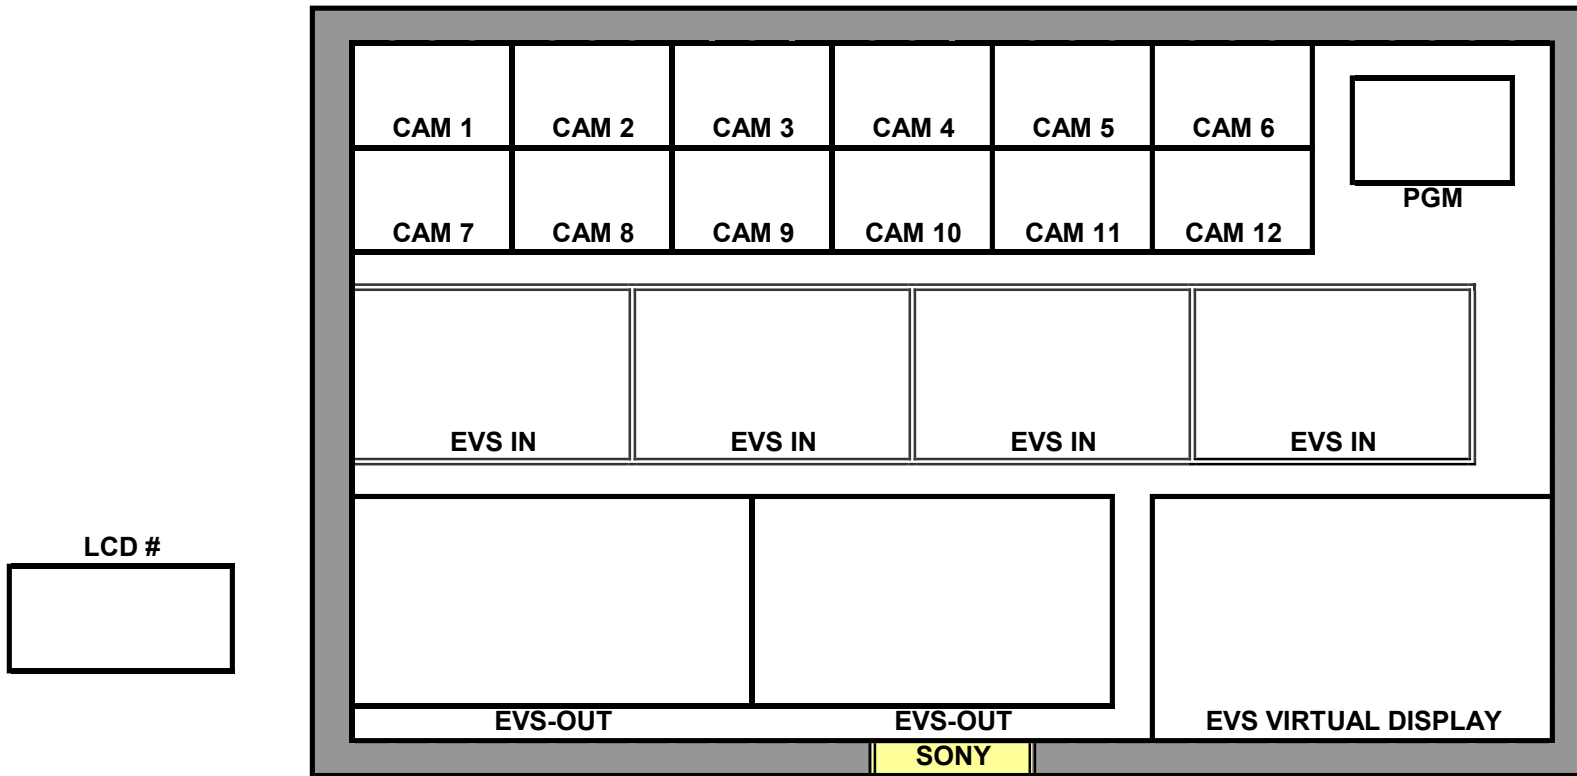 CAM 1 CAM 2 CAM 3 CAM 4 CAM 5 CAM 6
PGM
CAM 7 CAM 8 CAM 9 CAM 10 CAM 11 CAM 12
EVS IN EVS IN EVS IN EVS IN
LCD #
EVS-OUT EVS-OUT EVS VIRTUAL DISPLAY
SONY